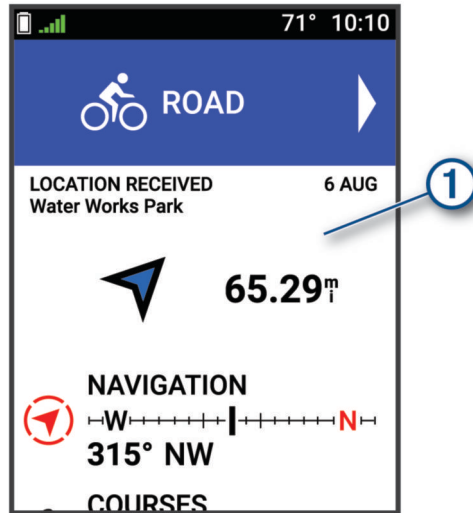 71° 10:10
ROAD
LOCATION RECEIVED 6 AUG
Water Works Park
1
65.29 mi
NAVIGATION
W N
315° NW
COURSES